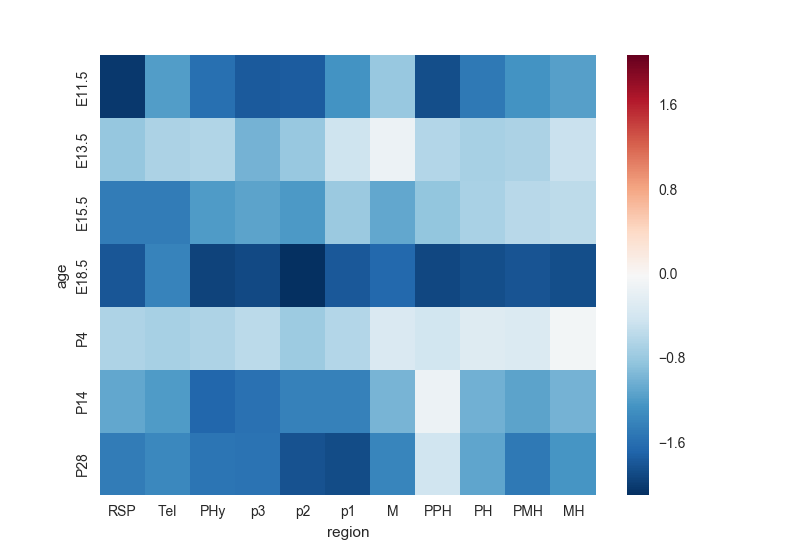 age
E11.5
E13.5
E15.5
E18.5
P4
P14
P28
RSP Tel PHy p3 p2 p1 M PPH PH PMH MH
region
1.6
0.8
0.0
−0.8
−1.6